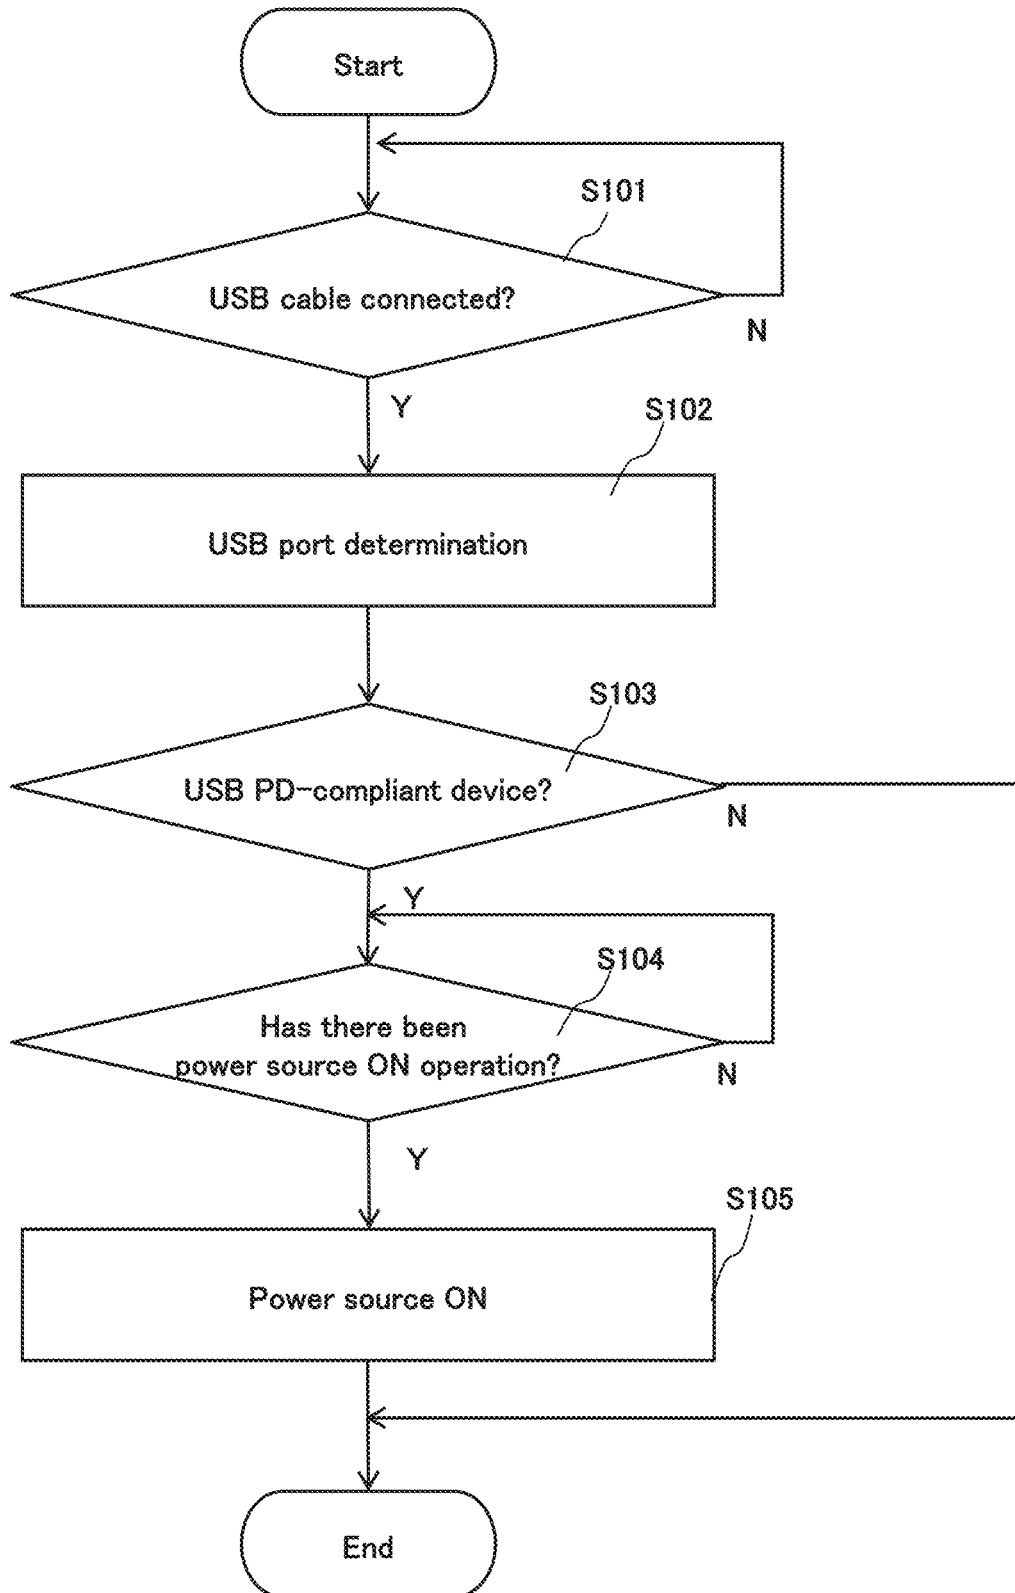 Start
S101
USB cable connected?
N
Y
S102
USB port determination
S103
USB PD-compliant device?
N
Y
S104
Has there been
power source ON operation?
N
Y
S105
Power source ON
End